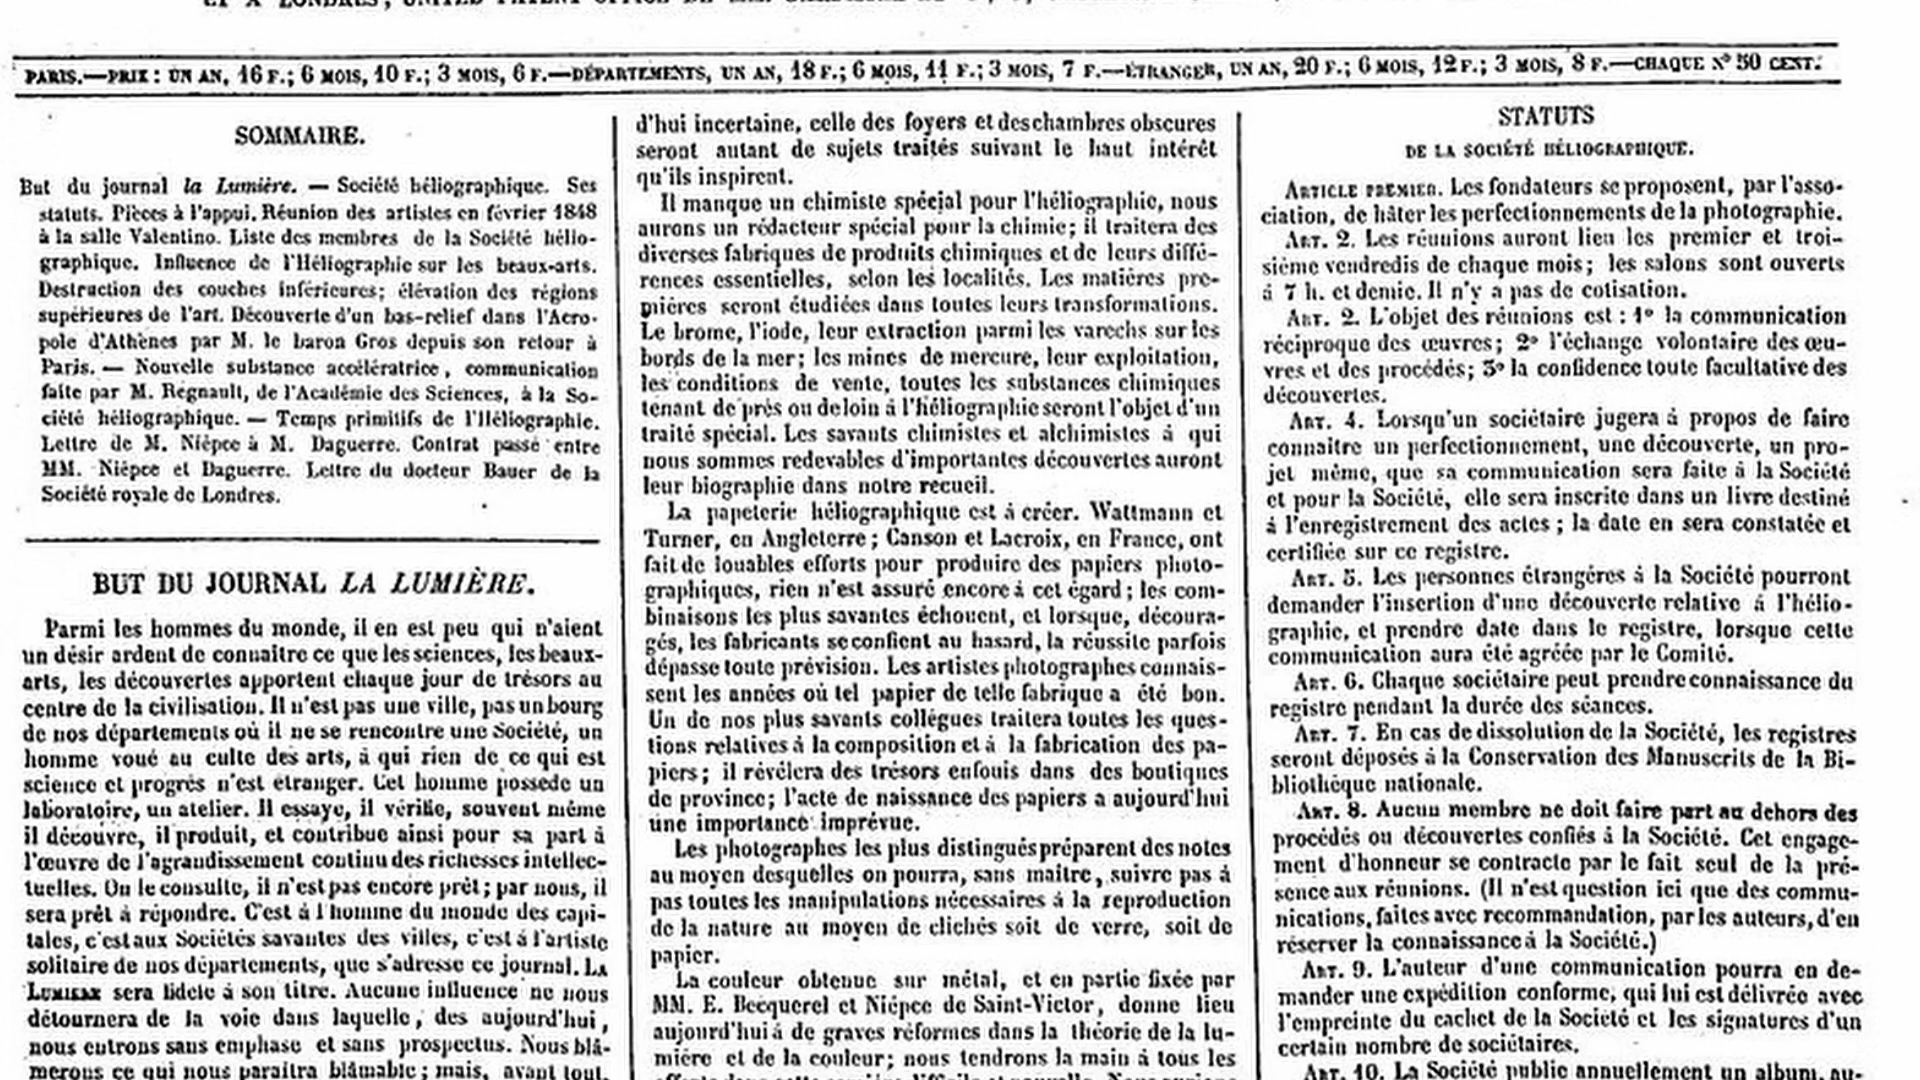 PARIS.—PRIX: UN AN, 16 F.; 6 MOIS, 10 F.; 3 MOIS, 6 F.—DÉPARTEMENTS, UN AN, 18 F.; 6 MOIS, 11 F.; 3 MOIS, 7 F.—ÉTRANGER, UN AN, 20 F.; 6 MOIS, 12 F.; 3 MOIS, 8 F.—CHAQUE N° 50 CENT.
SOMMAIRE.
But du journal la Lumière. — Société héliographique. Ses
statuts. Pièces à l'appui. Réunion des artistes en février 1848
à la salle Valentino. Liste des membres de la Société hélio-
graphique. Influence de l'Héliographie sur les beaux-arts.
Destruction des couches inférieures; élévation des régions
supérieures de l'art. Découverte d'un bas-relief dans l'Acro-
pole d'Athènes par M. le baron Gros depuis son retour à
Paris. — Nouvelle substance accélératrice, communication
faite par M. Régnault, de l'Académie des Sciences, à la So-
ciété héliographique. — Temps primitifs de l'Héliographie.
Lettre de M. Niépce à M. Daguerre. Contrat passé entre
MM. Niépce et Daguerre. Lettre du docteur Bauer de la
Société royale de Londres.
BUT DU JOURNAL LA LUMIÈRE.
Parmi les hommes du monde, il en est peu qui n'aient
un désir ardent de connaître ce que les sciences, les beaux-
arts, les découvertes apportent chaque jour de trésors au
centre de la civilisation. Il n'est pas une ville, pas un bourg
de nos départements où il ne se rencontre une Société, un
homme voué au culte des arts, à qui rien de ce qui est
science et progrès n'est étranger. Cet homme possède un
laboratoire, un atelier. Il essaye, il vérifie, souvent même
il découvre, il produit, et contribue ainsi pour sa part à
l'œuvre de l'agrandissement continu des richesses intellec-
tuelles. On le consulte, il n'est pas encore prêt; par nous, il
sera prêt à répondre. C'est à l'homme du monde des capi-
tales, c'est aux Sociétés savantes des villes, c'est à l'artiste
solitaire de nos départements, que s'adresse ce journal. LA
LUMIÈRE sera fidèle à son titre. Aucune influence ne nous
détournera de la voie dans laquelle, dès aujourd'hui,
nous entrons sans emphase et sans prospectus. Nous blâ-
merons ce qui nous paraîtra blâmable; mais, avant tout,
d'hui incertaine, celle des foyers et des chambres obscures
seront autant de sujets traités suivant le haut intérêt
qu'ils inspirent.
Il manque un chimiste spécial pour l'héliographie, nous
aurons un rédacteur spécial pour la chimie; il traitera des
diverses fabriques de produits chimiques et de leurs diffé-
rences essentielles, selon les localités. Les matières pre-
mières seront étudiées dans toutes leurs transformations.
Le brome, l'iode, leur extraction parmi les varechs sur les
bords de la mer; les mines de mercure, leur exploitation,
les conditions de vente, toutes les substances chimiques
tenant de près ou de loin à l'héliographie seront l'objet d'un
traité spécial. Les savants chimistes et alchimistes à qui
nous sommes redevables d'importantes découvertes auront
leur biographie dans notre recueil.
La papeterie héliographique est à créer. Wattmann et
Turner, en Angleterre; Canson et Lacroix, en France, ont
fait de louables efforts pour produire des papiers photo-
graphiques, rien n'est assuré encore à cet égard; les com-
binaisons les plus savantes échouent, et lorsque, découra-
gés, les fabricants se confient au hasard, la réussite parfois
dépasse toute prévision. Les artistes photographes connais-
sent les années où tel papier de telle fabrique a été bon.
Un de nos plus savants collègues traitera toutes les ques-
tions relatives à la composition et à la fabrication des pa-
piers; il révélera des trésors enfouis dans des boutiques
de province; l'acte de naissance des papiers a aujourd'hui
une importance imprévue.
Les photographes les plus distingués préparent des notes
au moyen desquelles on pourra, sans maître, suivre pas à
pas toutes les manipulations nécessaires à la reproduction
de la nature au moyen de clichés soit de verre, soit de
papier.
La couleur obtenue sur métal, et en partie fixée par
MM. E. Becquerel et Niépce de Saint-Victor, donne lieu
aujourd'hui à de graves réformes dans la théorie de la lu-
mière et de la couleur; nous tendrons la main à tous les
STATUTS
DE LA SOCIÉTÉ HÉLIOGRAPHIQUE.
ARTICLE PREMIER. Les fondateurs se proposent, par l'asso-
ciation, de hâter les perfectionnements de la photographie.
ART. 2. Les réunions auront lieu les premier et troi-
sième vendredis de chaque mois; les salons sont ouverts
à 7 h. et demie. Il n'y a pas de cotisation.
ART. 2. L'objet des réunions est: 1° la communication
réciproque des œuvres; 2° l'échange volontaire des œu-
vres et des procédés; 3° la confidence toute facultative des
découvertes.
ART. 4. Lorsqu'un sociétaire jugera à propos de faire
connaître un perfectionnement, une découverte, un pro-
jet même, que sa communication sera faite à la Société
et pour la Société, elle sera inscrite dans un livre destiné
à l'enregistrement des actes; la date en sera constatée et
certifiée sur ce registre.
ART. 5. Les personnes étrangères à la Société pourront
demander l'insertion d'une découverte relative à l'hélio-
graphie, et prendre date dans le registre, lorsque cette
communication aura été agréée par le Comité.
ART. 6. Chaque sociétaire peut prendre connaissance du
registre pendant la durée des séances.
ART. 7. En cas de dissolution de la Société, les registres
seront déposés à la Conservation des Manuscrits de la Bi-
bliothèque nationale.
ART. 8. Aucun membre ne doit faire part au dehors des
procédés ou découvertes confiés à la Société. Cet engage-
ment d'honneur se contracte par le fait seul de la pré-
sence aux réunions. (Il n'est question ici que des commu-
nications, faites avec recommandation, par les auteurs, d'en
réserver la connaissance à la Société.)
ART. 9. L'auteur d'une communication pourra en de-
mander une expédition conforme, qui lui est délivrée avec
l'empreinte du cachet de la Société et les signatures d'un
certain nombre de sociétaires.
ART. 10. La Société public annuellement un album, au-